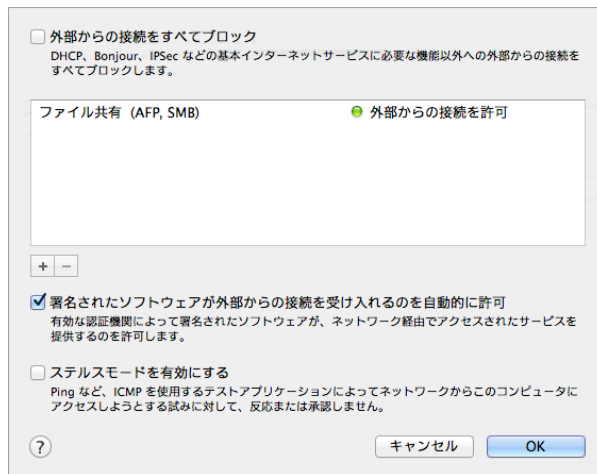 外部からの接続をすべてブロック
DHCP、Bonjour、IPSec などの基本インターネットサービスに必要な機能以外への外部からの接続を
すべてブロックします。
ファイル共有 (AFP, SMB) 外部からの接続を許可
+ −
署名されたソフトウェアが外部からの接続を受け入れるのを自動的に許可
有効な認証機関によって署名されたソフトウェアが、ネットワーク経由でアクセスされたサービスを
提供するのを許可します。
ステルスモードを有効にする
Ping など、ICMP を使用するテストアプリケーションによってネットワークからこのコンピュータに
アクセスしようとする試みに対して、反応または承認しません。
? キャンセル OK